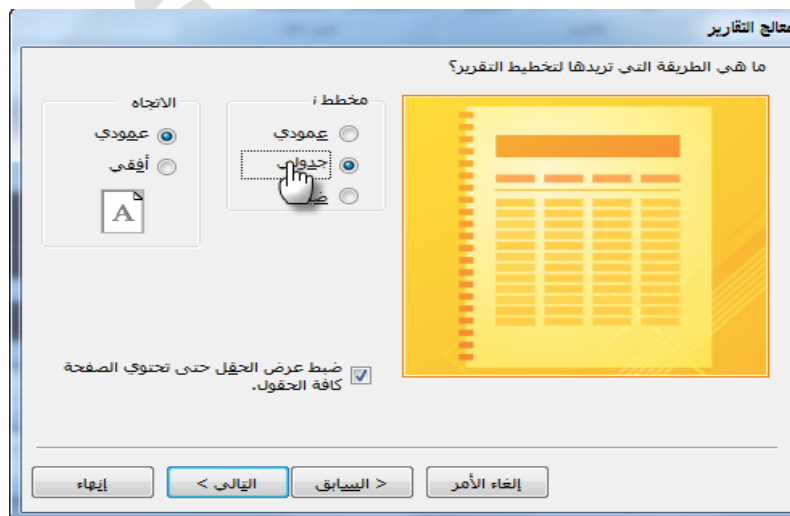 معالج التقارير
ما هي الطريقة التي تريدها لتخطيط التقرير؟
مخطط
عمودي
جدولي
الاتجاه
عمودي
أفقي
A
ضبط عرض الحقل حتى تحتوي الصفحة
كافة الحقول.
إلغاء الأمر
< السابق
التالي >
إنهاء